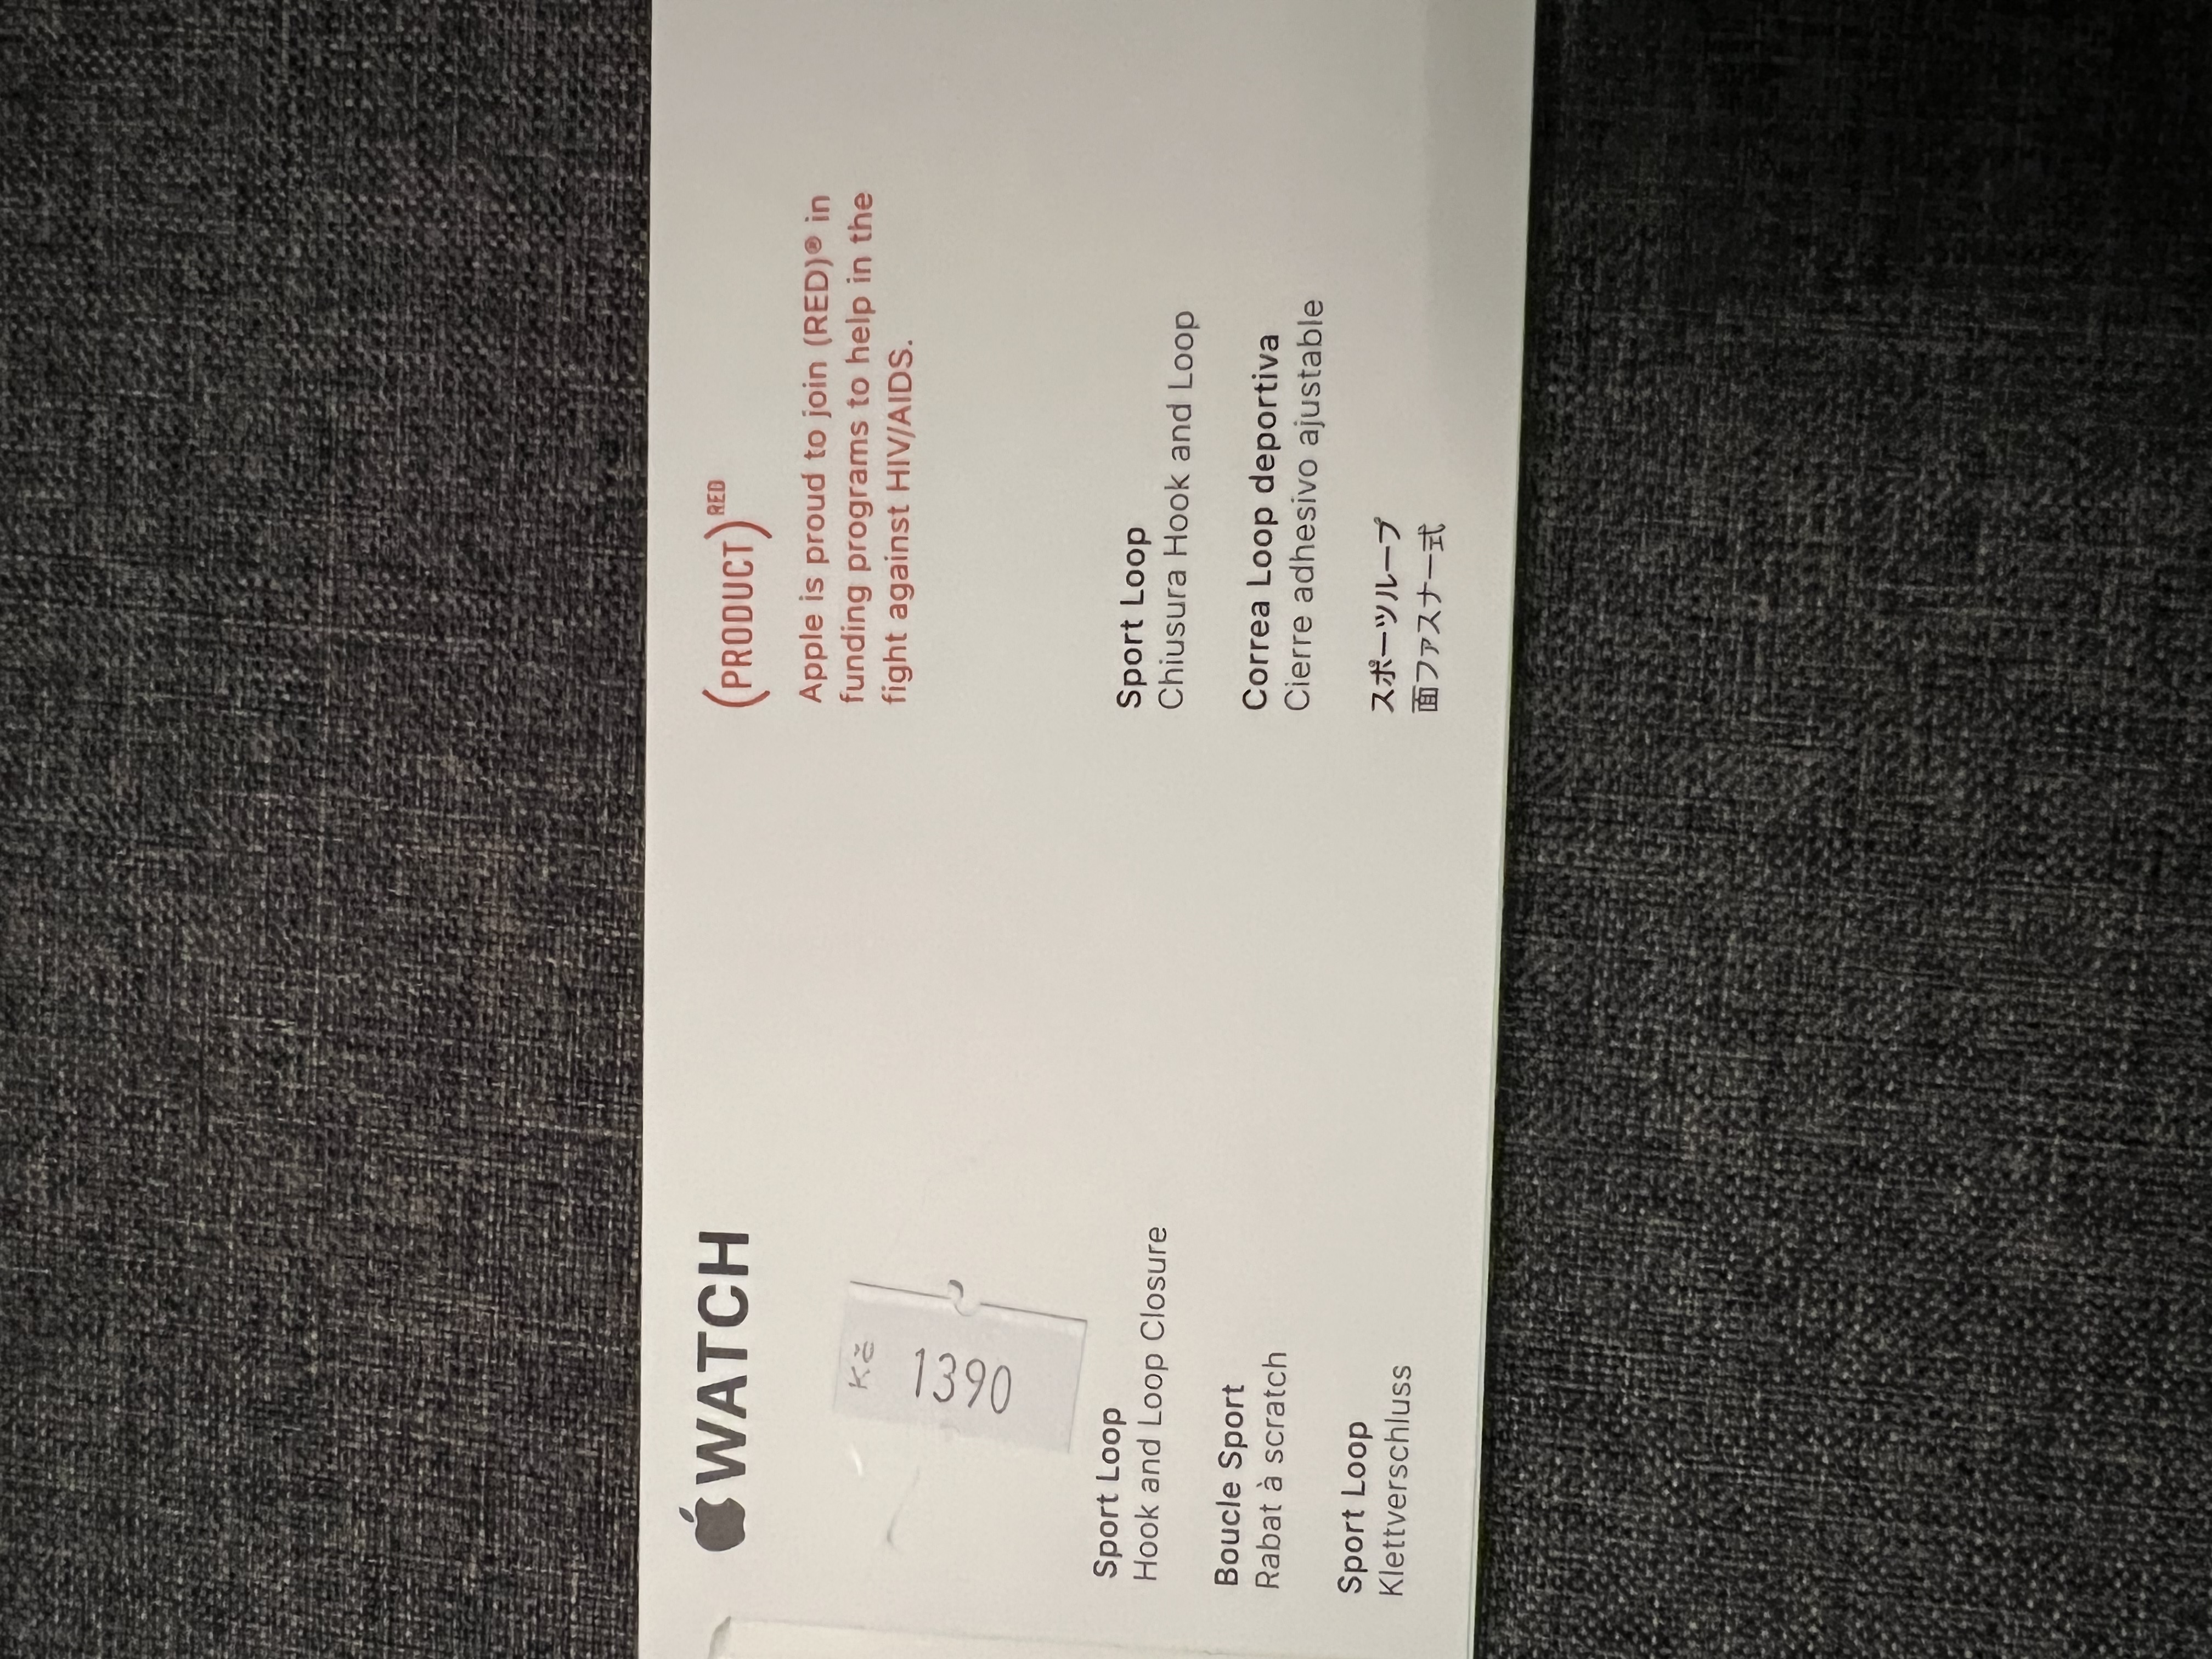 WATCH
Kč
1390
Sport Loop
Hook and Loop Closure
Boucle Sport
Rabat à scratch
Sport Loop
Klettverschluss
(PRODUCT)RED
Apple is proud to join (RED)® in
funding programs to help in the
fight against HIV/AIDS.
Sport Loop
Chiusura Hook and Loop
Correa Loop deportiva
Cierre adhesivo ajustable
スポーツループ
面ファスナー式